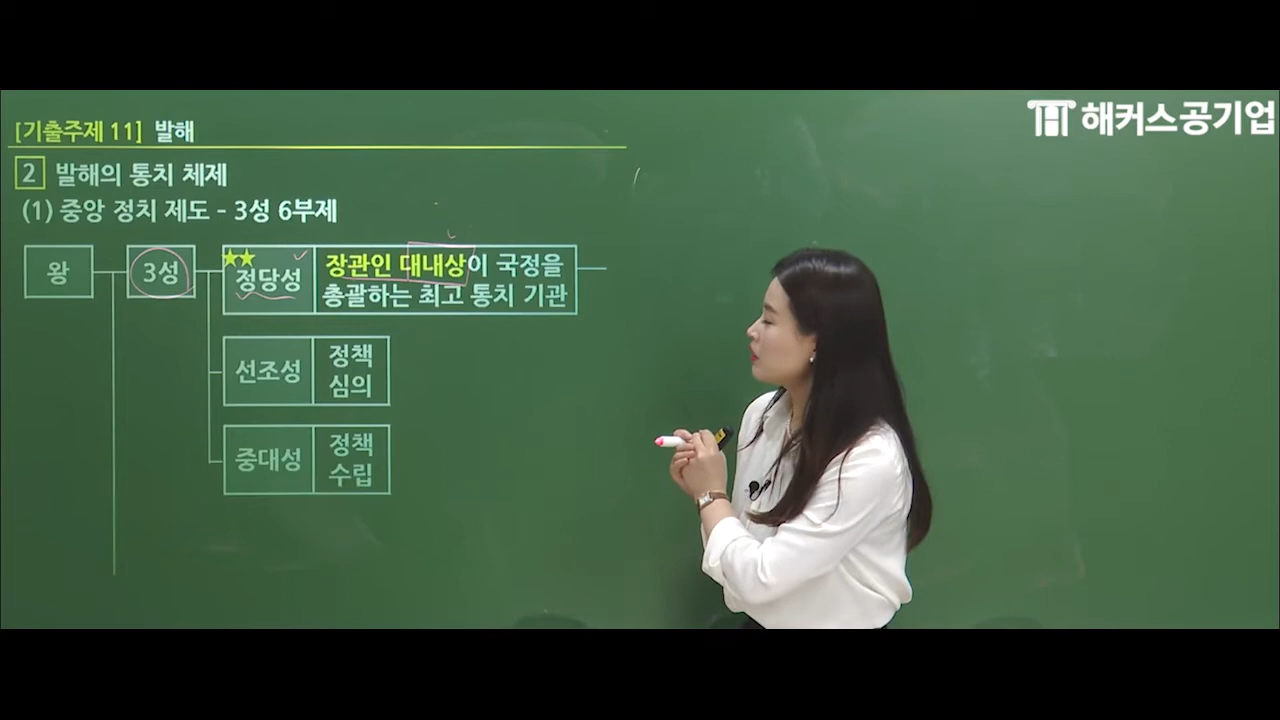 해커스공기업
[기출주제 11] 발해
2 발해의 통치 체제
(1) 중앙 정치 제도 - 3성 6부제
왕
3성
정당성
장관인 대내상이 국정을
총괄하는 최고 통치 기관
선조성
정책
심의
중대성
정책
수립